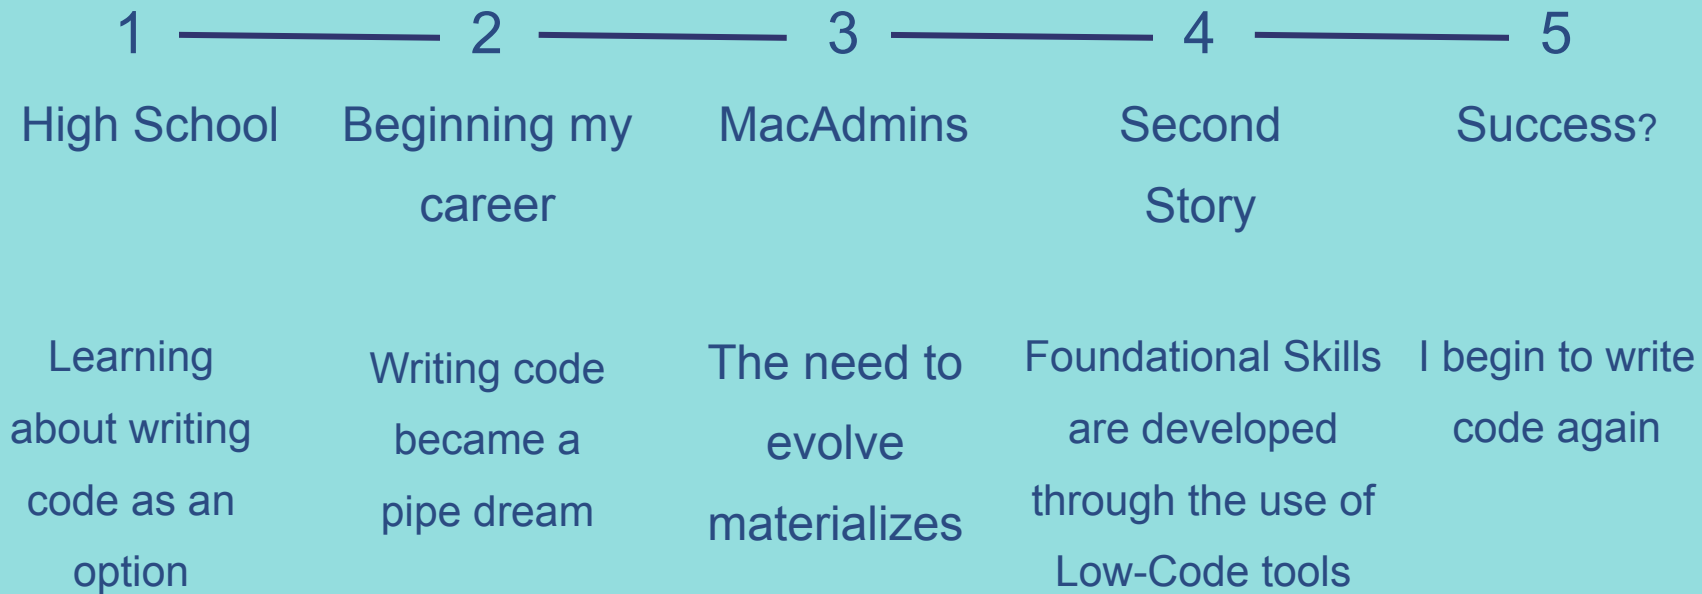 1
2
3
4
5
High School
Beginning my
career
MacAdmins
Second
Story
Success?
Learning
about writing
code as an
option
Writing code
became a
pipe dream
The need to
evolve
materializes
Foundational Skills
are developed
through the use of
Low-Code tools
I begin to write
code again